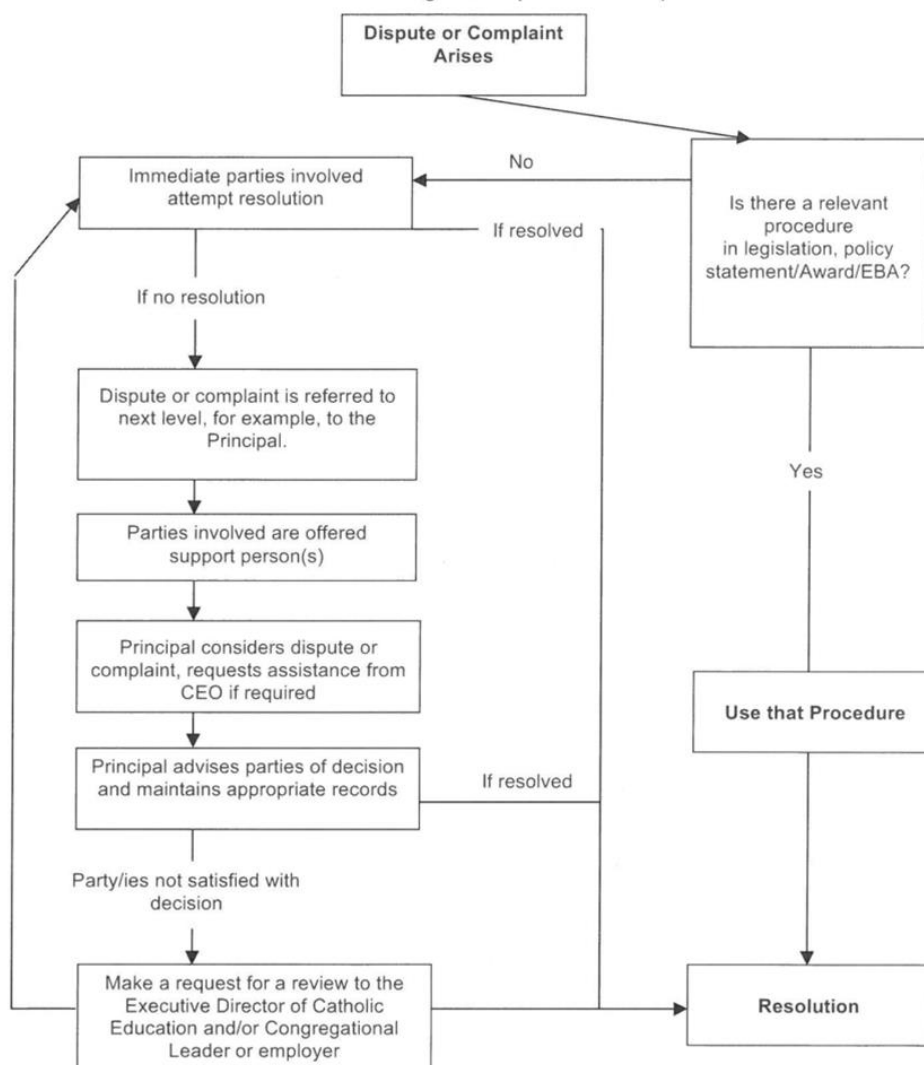 Dispute or Complaint
Arises
No
Immediate parties involved
attempt resolution
Is there a relevant
procedure
in legislation, policy
statement/Award/EBA?
If resolved
If no resolution
Dispute or complaint is referred to
next level, for example, to the
Principal.
Yes
Parties involved are offered
support person(s)
Principal considers dispute or
complaint, requests assistance from
CEO if required
Use that Procedure
Principal advises parties of decision
and maintains appropriate records
If resolved
Party/ies not satisfied with
decision
Make a request for a review to the
Executive Director of Catholic
Education and/or Congregational
Leader or employer
Resolution